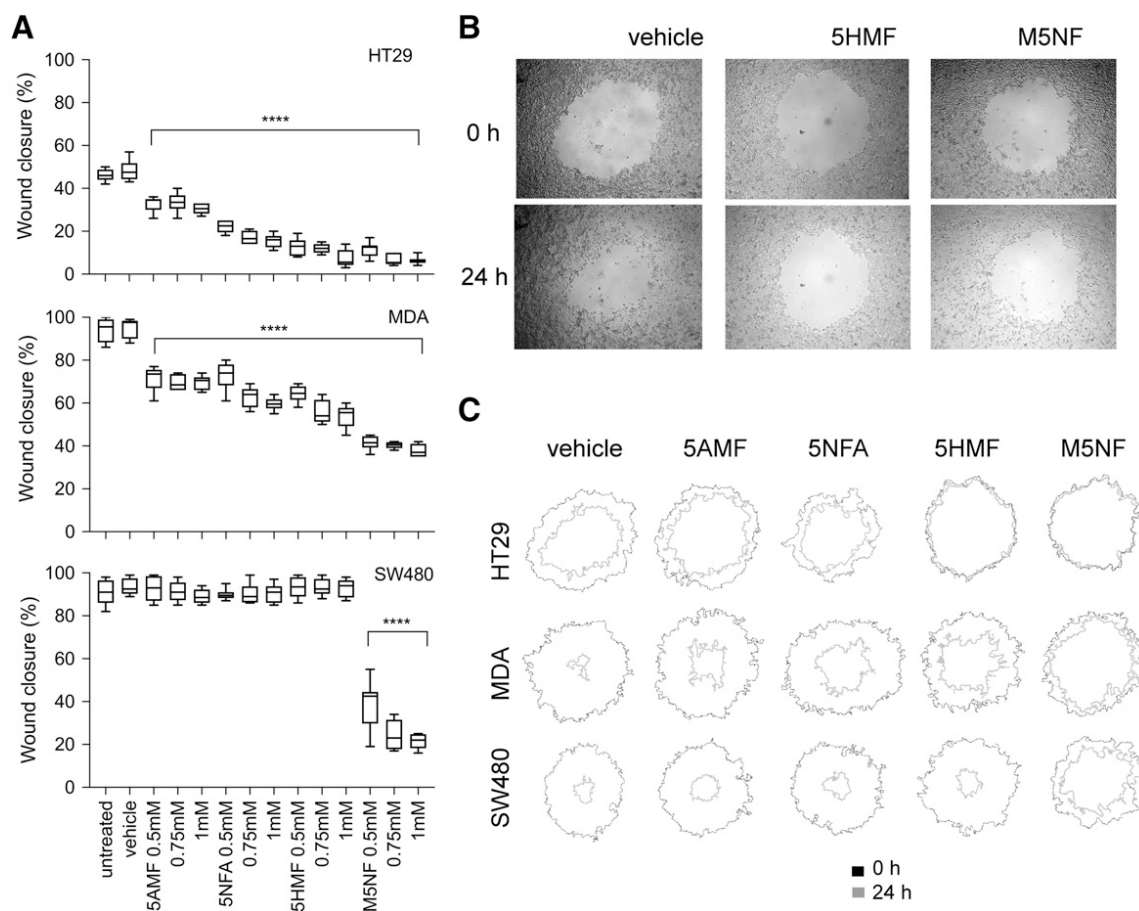 A
HT29
Wound closure (%)
100
80
60
40
20
0
****
MDA
Wound closure (%)
100
80
60
40
20
0
****
SW480
Wound closure (%)
100
80
60
40
20
0
****
untreated
vehicle
5AMF 0.5mM
0.75mM
1mM
5NFA 0.5mM
0.75mM
1mM
5HMF 0.5mM
0.75mM
1mM
M5NF 0.5mM
0.75mM
1mM
B
vehicle 5HMF M5NF
0 h
24 h
C
vehicle 5AMF 5NFA 5HMF M5NF
HT29
MDA
SW480
0 h
24 h